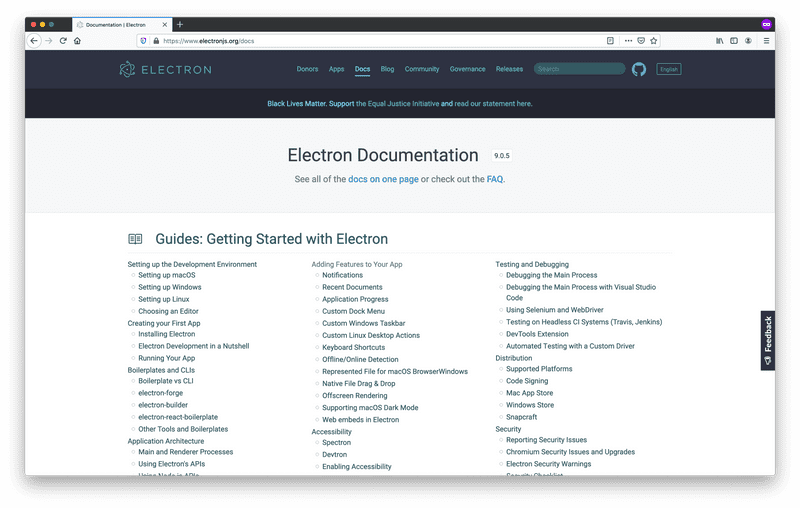 Documentation | Electron
https://www.electronjs.org/docs
ELECTRON
Donors Apps Docs Blog Community Governance Releases Search English
Black Lives Matter. Support the Equal Justice Initiative and read our statement here.
Electron Documentation 9.0.5
See all of the docs on one page or check out the FAQ.
Guides: Getting Started with Electron
Setting up the Development Environment
Setting up macOS
Setting up Windows
Setting up Linux
Choosing an Editor
Creating your First App
Installing Electron
Electron Development in a Nutshell
Running Your App
Boilerplates and CLIs
Boilerplate vs CLI
electron-forge
electron-builder
electron-react-boilerplate
Other Tools and Boilerplates
Application Architecture
Main and Renderer Processes
Using Electron's APIs
Using Node.js APIs
Adding Features to Your App
Notifications
Recent Documents
Application Progress
Custom Dock Menu
Custom Windows Taskbar
Custom Linux Desktop Actions
Keyboard Shortcuts
Offline/Online Detection
Represented File for macOS BrowserWindows
Native File Drag & Drop
Offscreen Rendering
Supporting macOS Dark Mode
Web embeds in Electron
Accessibility
Spectron
Devtron
Enabling Accessibility
Testing and Debugging
Debugging the Main Process
Debugging the Main Process with Visual Studio
Code
Using Selenium and WebDriver
Testing on Headless CI Systems (Travis, Jenkins)
DevTools Extension
Automated Testing with a Custom Driver
Distribution
Supported Platforms
Code Signing
Mac App Store
Windows Store
Snapcraft
Security
Reporting Security Issues
Chromium Security Issues and Upgrades
Electron Security Warnings
Security Checklist
Feedback